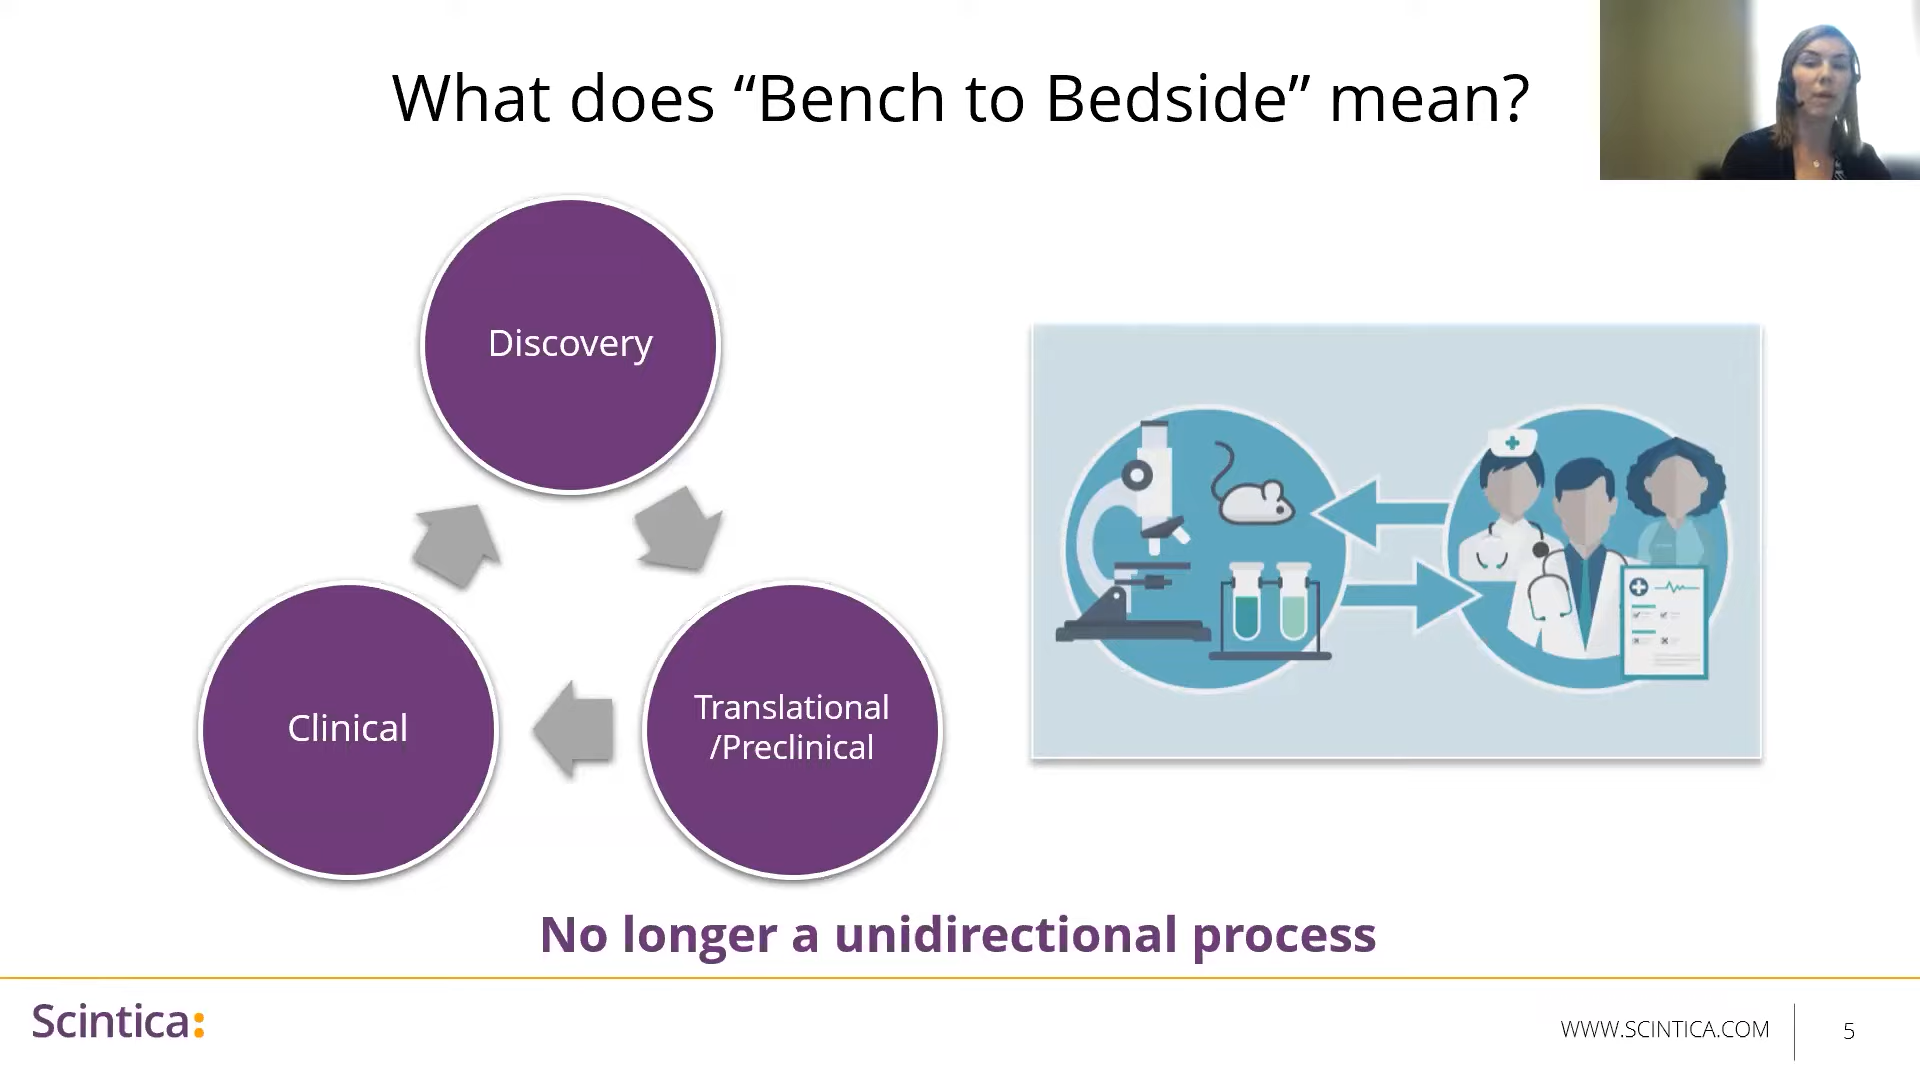 What does “Bench to Bedside” mean?
Discovery
Clinical
Translational
/Preclinical
No longer a unidirectional process
Scintica:
WWW.SCINTICA.COM
5